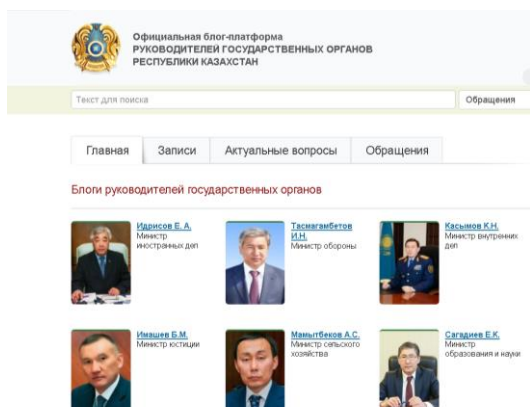 Официальная блог-платформа
РУКОВОДИТЕЛЕЙ ГОСУДАРСТВЕННЫХ ОРГАНОВ
РЕСПУБЛИКИ КАЗАХСТАН
Текст для поиска
Обращения
Главная Записи Актуальные вопросы Обращения
Блоги руководителей государственных органов
Идрисов Е. А.
Министр
иностранных дел
Тасмагамбетов
И.Н.
Министр обороны
Касымов К.Н.
Министр внутренних
дел
Имашев Б.М.
Министр юстиции
Мамытбеков А.С.
Министр сельского
хозяйства
Сагадиев Е.К.
Министр
образования и науки